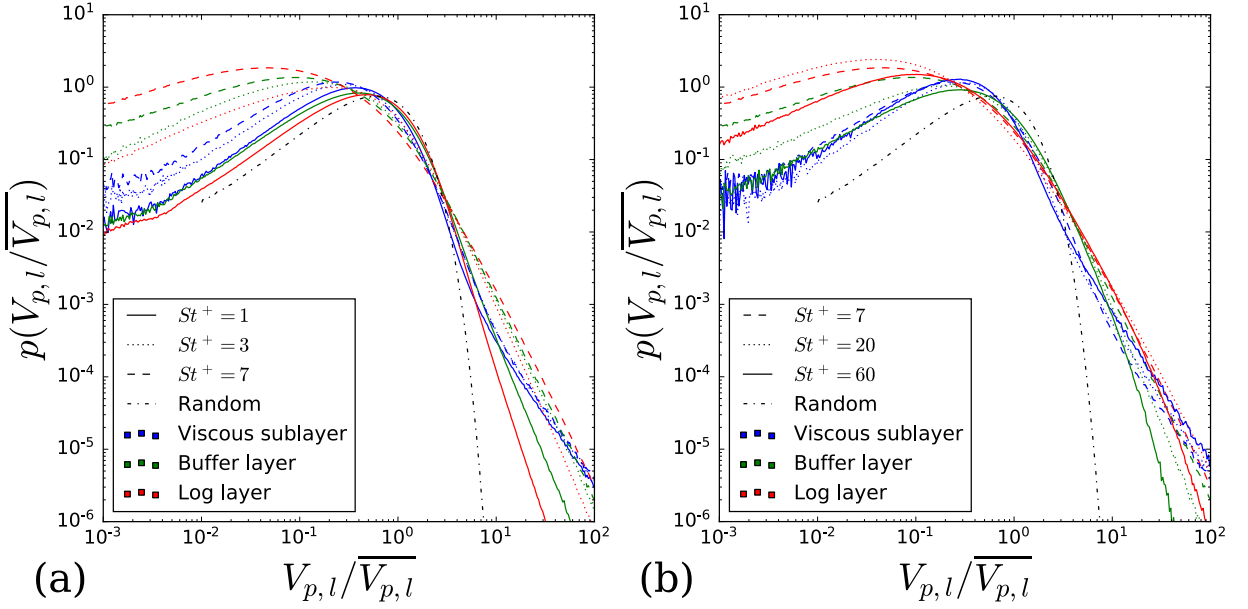 10^1
10^0
10^{-1}
10^{-2}
10^{-3}
10^{-4}
10^{-5}
10^{-6}
p(V_{p,l}/\overline{V_{p,l}})
St^+ = 1
St^+ = 3
St^+ = 7
Random
Viscous sublayer
Buffer layer
Log layer
10^{-3} 10^{-2} 10^{-1} 10^0 10^1 10^2
V_{p,l}/\overline{V_{p,l}}
(a)
10^1
10^0
10^{-1}
10^{-2}
10^{-3}
10^{-4}
10^{-5}
10^{-6}
p(V_{p,l}/\overline{V_{p,l}})
St^+ = 7
St^+ = 20
St^+ = 60
Random
Viscous sublayer
Buffer layer
Log layer
10^{-3} 10^{-2} 10^{-1} 10^0 10^1 10^2
V_{p,l}/\overline{V_{p,l}}
(b)